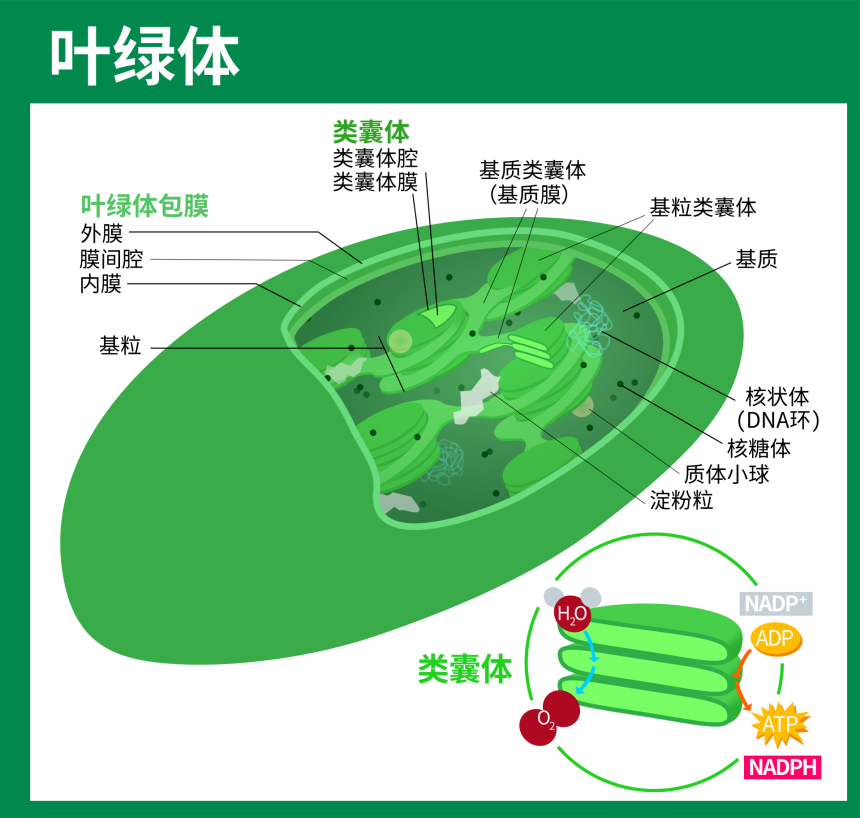 叶绿体
类囊体
类囊体腔
类囊体膜
基质类囊体
(基质膜)
叶绿体包膜
外膜
膜间腔
内膜
基粒类囊体
基质
基粒
核状体
(DNA环)
核糖体
质体小球
淀粉粒
H₂O
NADP⁺
ADP
类囊体
O₂
ATP
NADPH